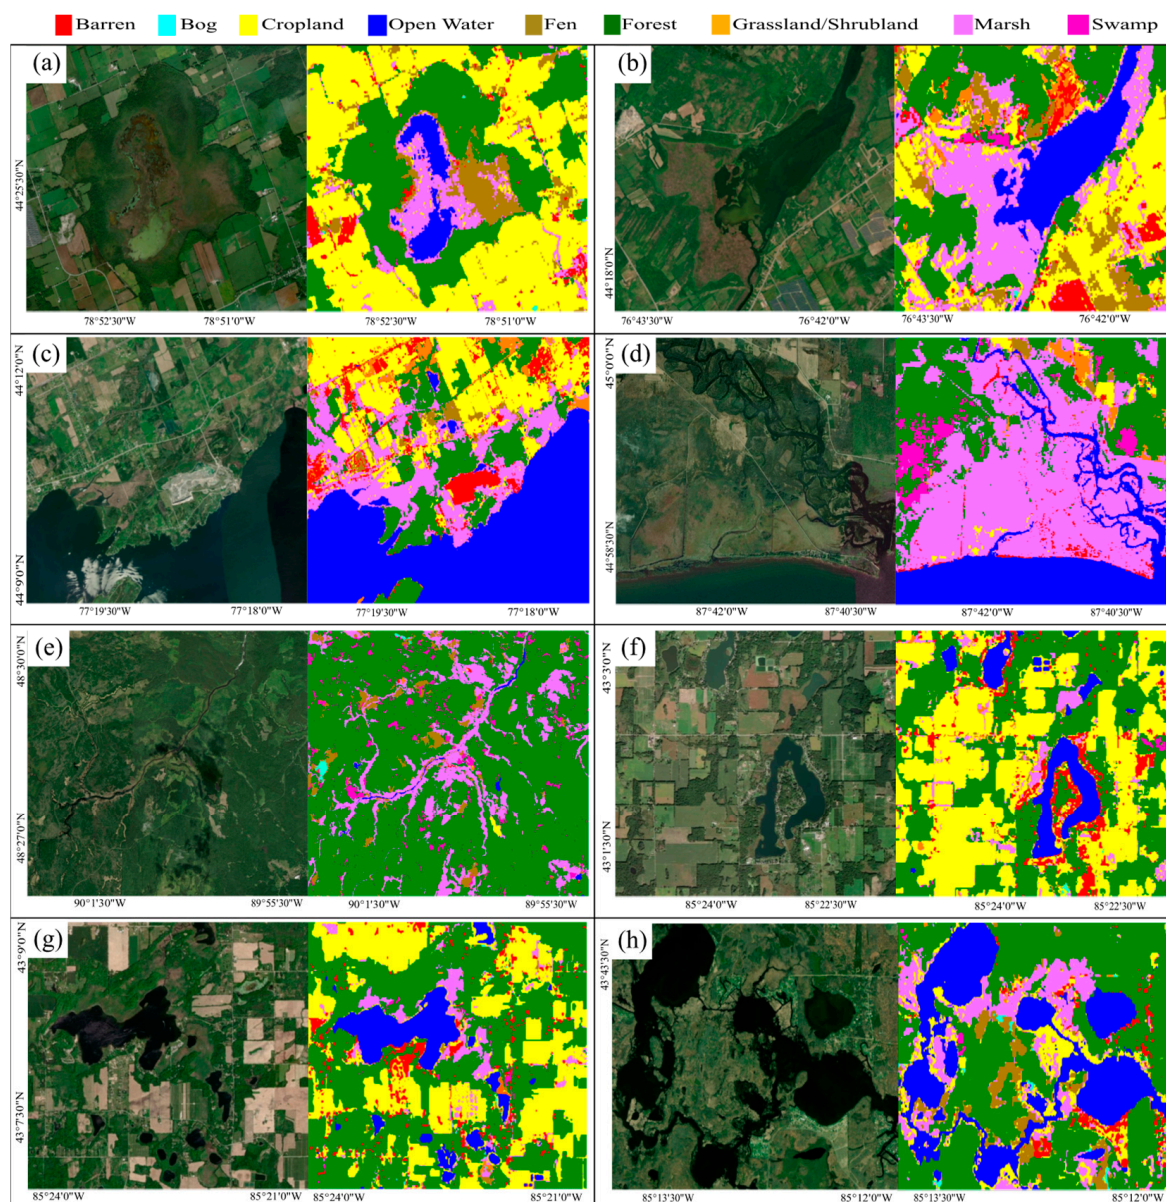 Barren Bog Cropland Open Water Fen Forest Grassland/Shrubland Marsh Swamp
(a)
44°25'30"N
78°52'30"W 78°51'0"W 78°52'30"W 78°51'0"W
(b)
44°18'0"N
76°43'30"W 76°42'0"W 76°43'30"W 76°42'0"W
(c)
44°12'0"N
44°9'0"N
77°19'30"W 77°18'0"W 77°19'30"W 77°18'0"W
(d)
45°0'0"N
44°58'30"N
87°42'0"W 87°40'30"W 87°42'0"W 87°40'30"W
(e)
48°30'0"N
48°27'0"N
90°1'30"W 89°55'30"W 90°1'30"W 89°55'30"W
(f)
43°3'0"N
43°1'30"N
85°24'0"W 85°22'30"W 85°24'0"W 85°22'30"W
(g)
43°9'0"N
43°7'30"N
85°24'0"W 85°21'0"W 85°24'0"W 85°21'0"W
(h)
43°43'30"N
85°13'30"W 85°12'0"W 85°13'30"W 85°12'0"W